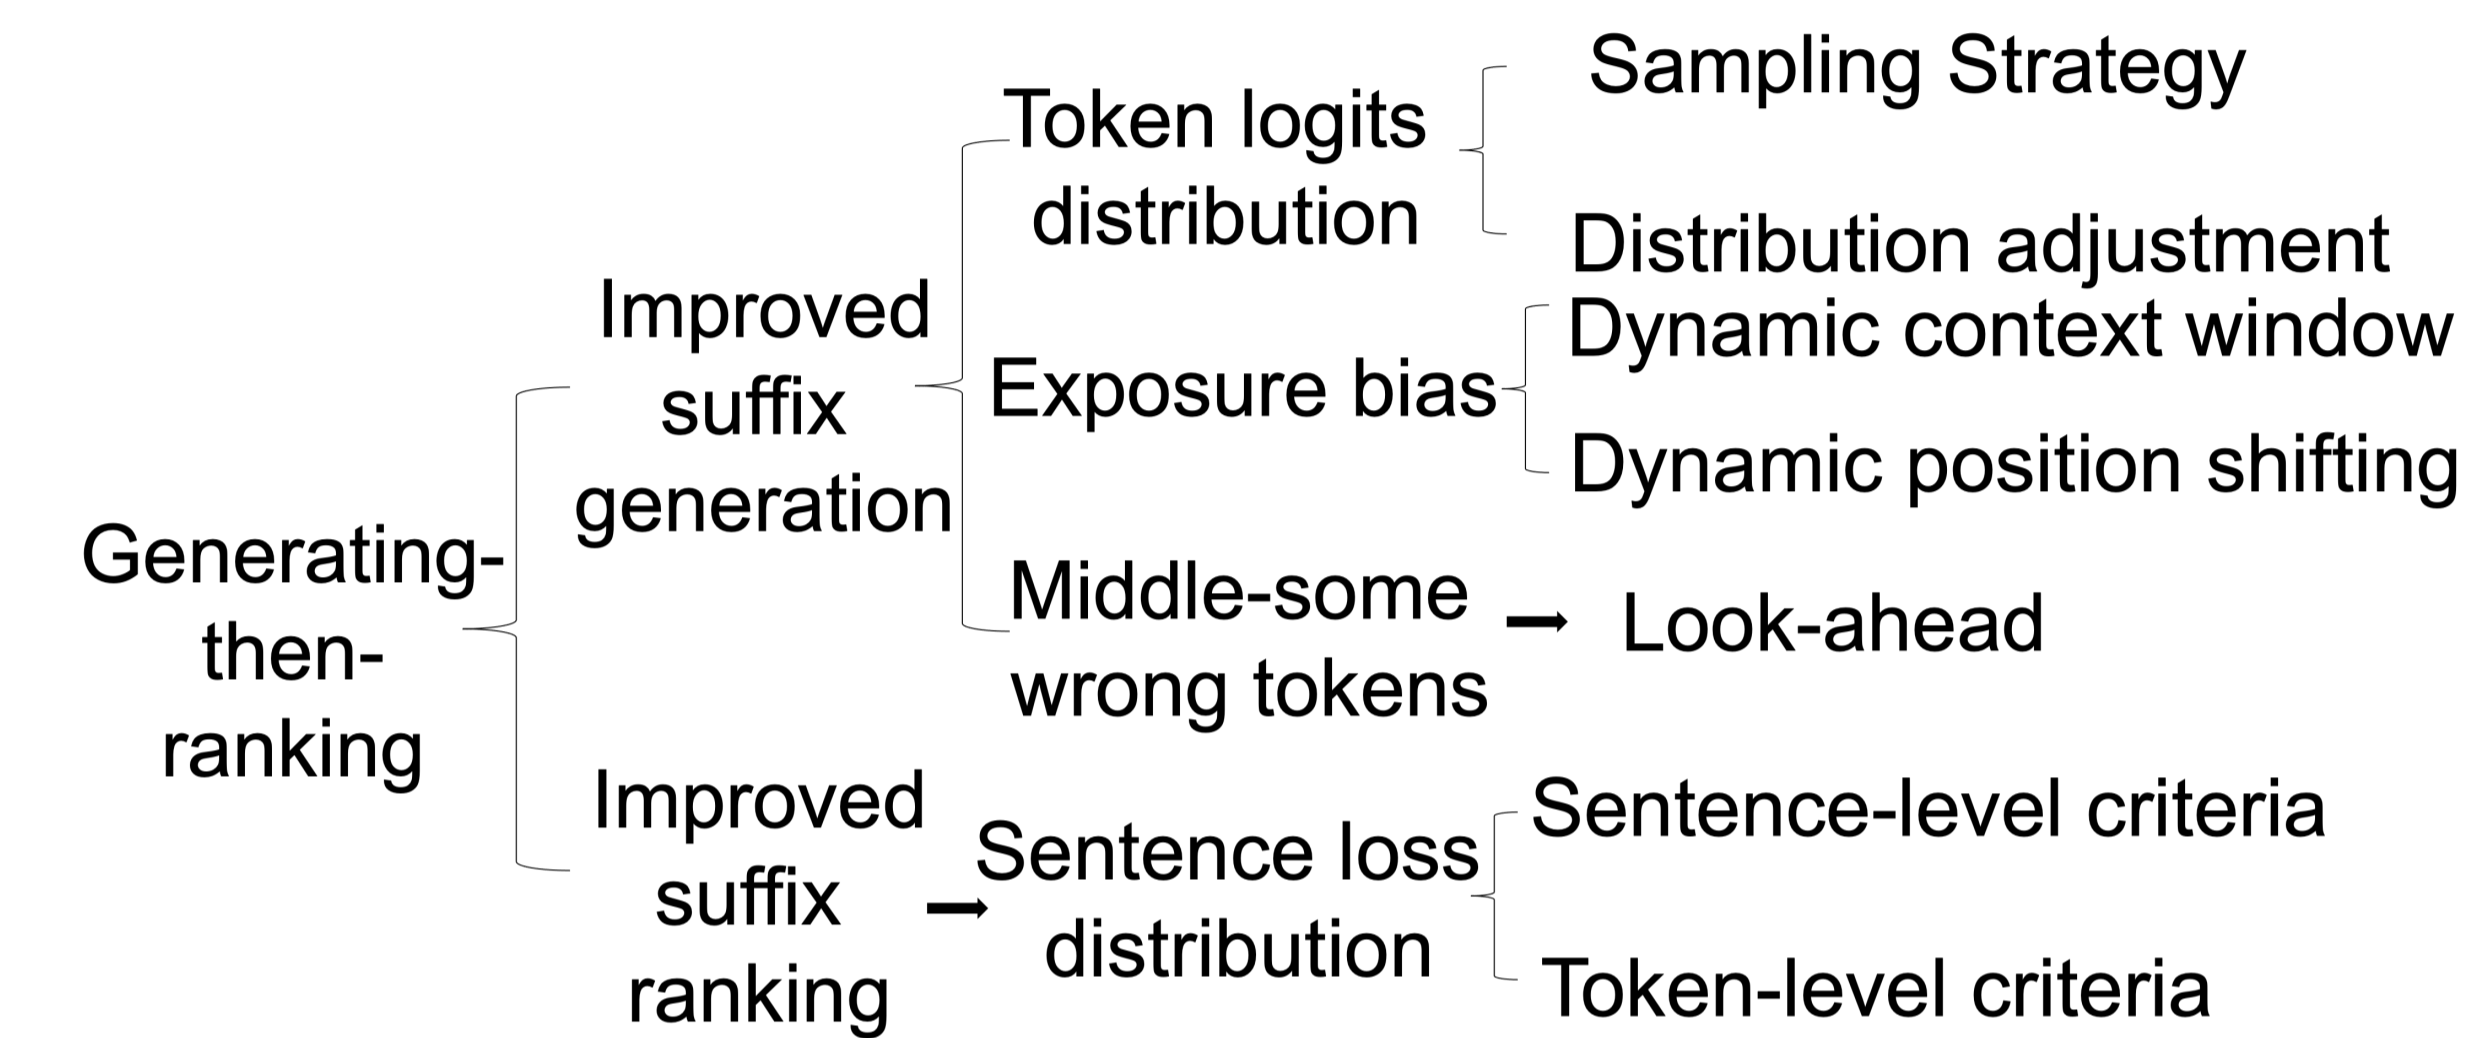 Generating-
then-
ranking
Improved
suffix
generation
Token logits
distribution
Sampling Strategy
Distribution adjustment
Exposure bias
Dynamic context window
Dynamic position shifting
Middle-some
wrong tokens
Look-ahead
Improved
suffix
ranking
Sentence loss
distribution
Sentence-level criteria
Token-level criteria